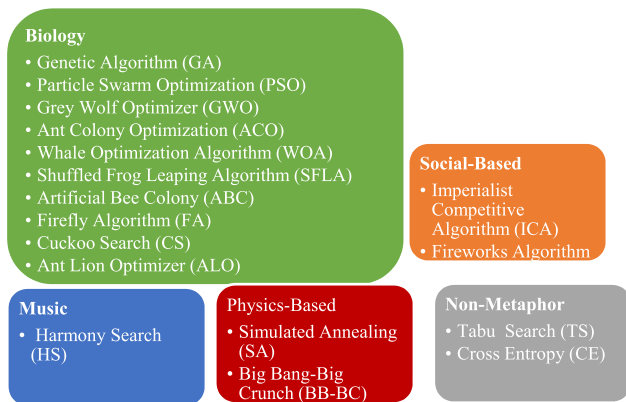 Biology
• Genetic Algorithm (GA)
• Particle Swarm Optimization (PSO)
• Grey Wolf Optimizer (GWO)
• Ant Colony Optimization (ACO)
• Whale Optimization Algorithm (WOA)
• Shuffled Frog Leaping Algorithm (SFLA)
• Artificial Bee Colony (ABC)
• Firefly Algorithm (FA)
• Cuckoo Search (CS)
• Ant Lion Optimizer (ALO)
Social-Based
• Imperialist
Competitive
Algorithm (ICA)
• Fireworks Algorithm
Music
• Harmony Search
(HS)
Physics-Based
• Simulated Annealing
(SA)
• Big Bang-Big
Crunch (BB-BC)
Non-Metaphor
• Tabu Search (TS)
• Cross Entropy (CE)